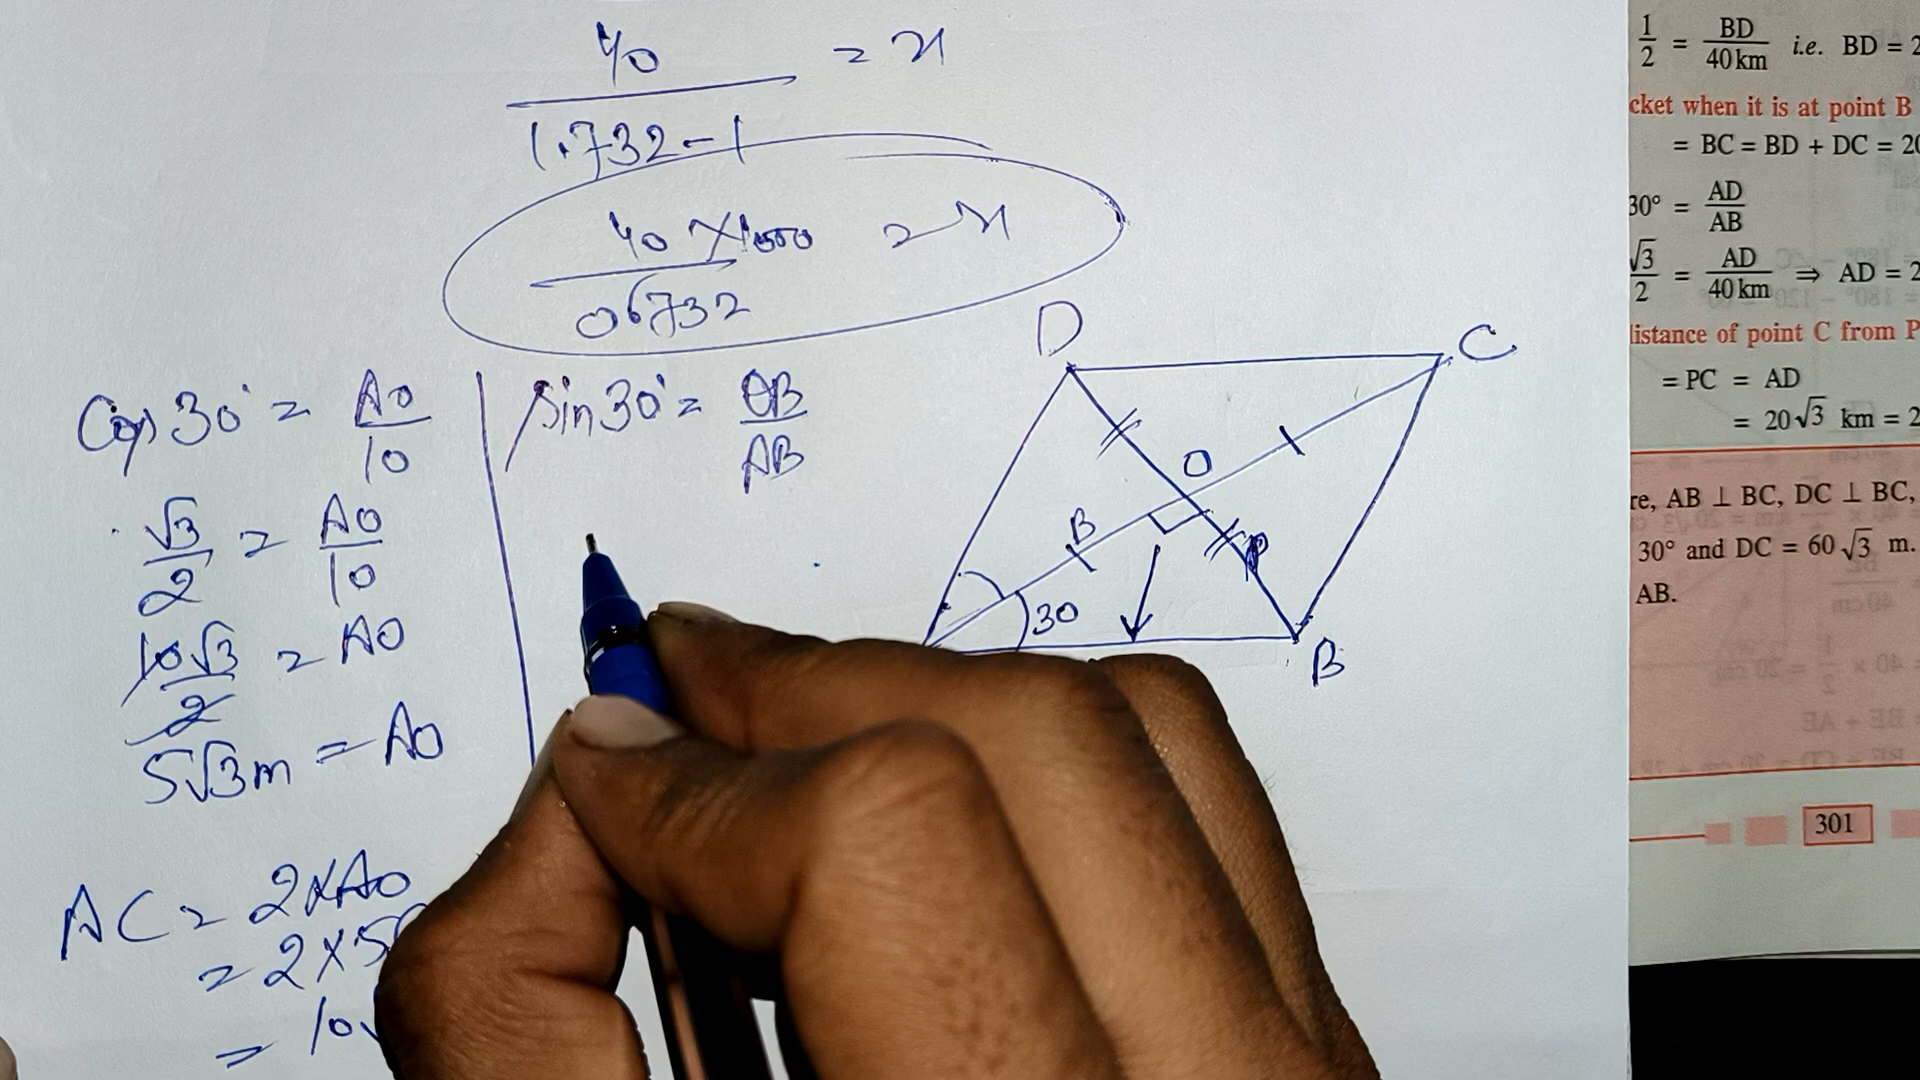 40
= x
1.732-1
40 × 1000 = x
0.732
Cos 30° = AO
10
√3 = AO
2 10
10√3 = AO
2
5√3m = AO
AC = 2×AO
= 2×5
= 10
Sin 30° = OB
AB
D
C
O
B
30
B
1 = BD i.e. BD = 2
2 40 km
cket when it is at point B
= BC = BD + DC = 20
30° = AD
AB
√3 = AD ⇒ AD = 2
2 40 km
distance of point C from P
= PC = AD
= 20√3 km = 2
re, AB ⊥ BC, DC ⊥ BC,
30° and DC = 60√3 m.
AB.
301